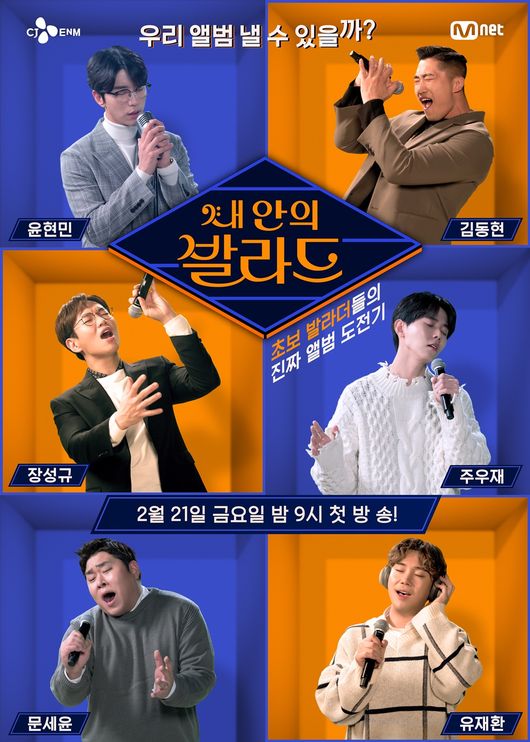 CJ ENM
우리 앨범 낼 수 있을까?
Mnet
윤현민
김동현
내 안의
발라드
초보 발라더들의
진짜 앨범 도전기
장성규
주우재
2월 21일 금요일 밤 9시 첫 방 송!
문세윤
유재환